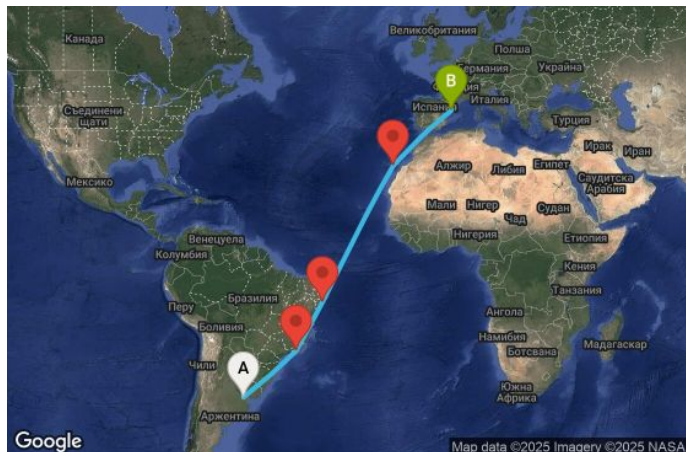 Канада
Великобритания
Полша
Германия
Украйна
Испания
Италия
Турция
Съединени
щати
Мексико
Алжир
Либия
Египет
Ирак
Иран
Саудитска
Арабия
Мали
Нигер
Чад
Судан
Нигерия
Етиопия
Кения
Танзания
Венецуела
Колумбия
Перу
Бразилия
Боливия
Чили
Аржентина
Ангола
Намибия
Ботсвана
Мадагаскар
Южна
Африка
A
B
Google
Map data ©2025 Imagery ©2025 NASA